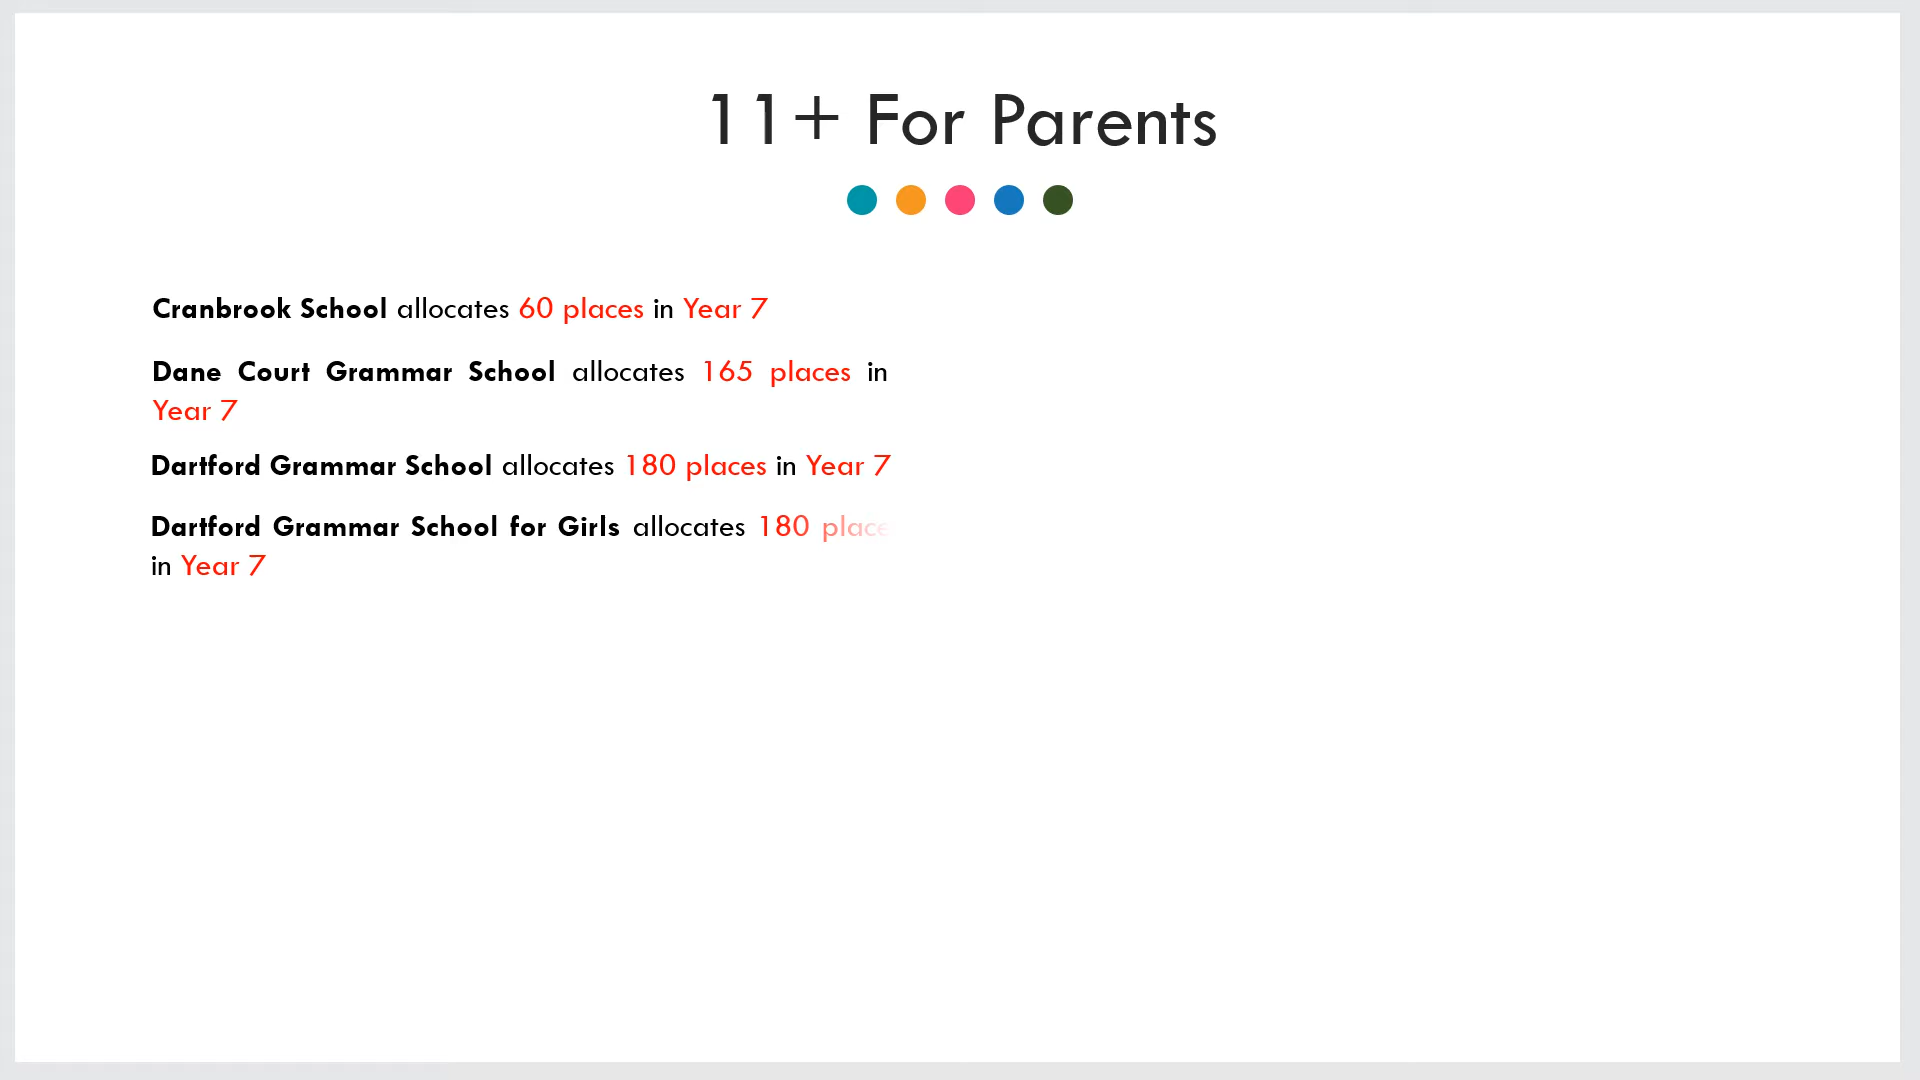 11+ For Parents
Cranbrook School allocates 60 places in Year 7
Dane Court Grammar School allocates 165 places in
Year 7
Dartford Grammar School allocates 180 places in Year 7
Dartford Grammar School for Girls allocates 180 place
in Year 7